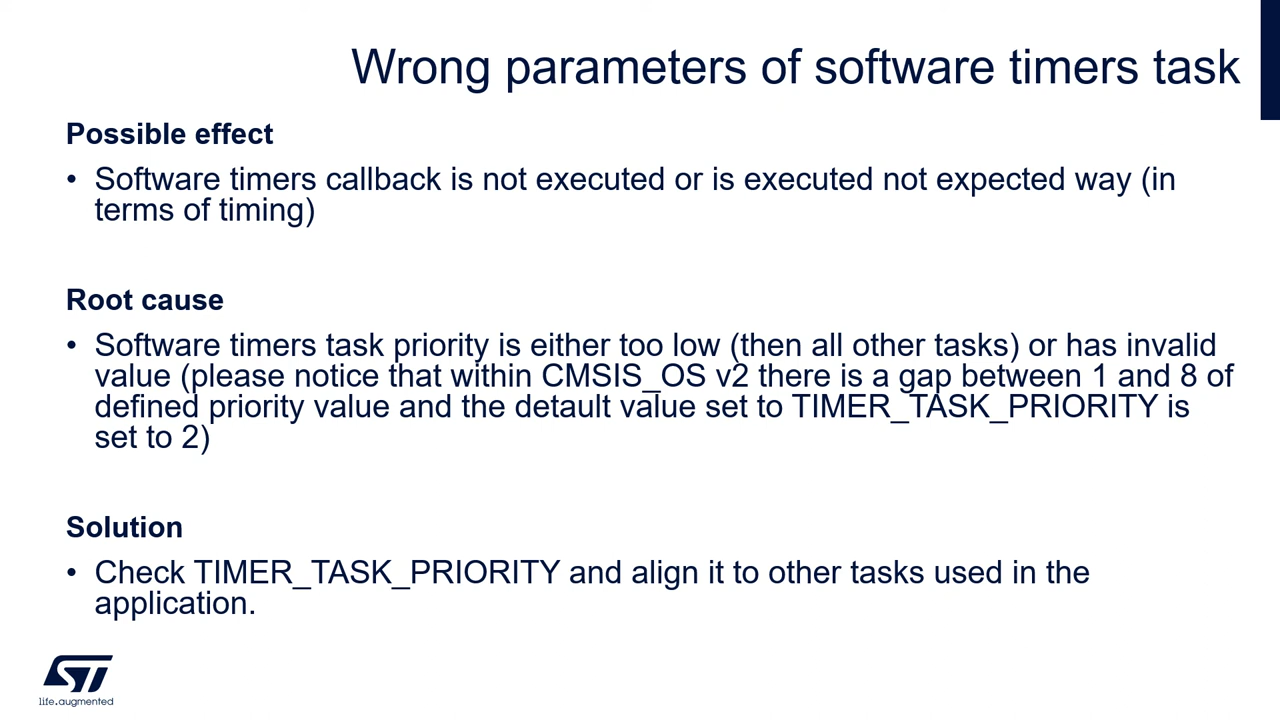 Wrong parameters of software timers task
Possible effect
• Software timers callback is not executed or is executed not expected way (in
terms of timing)
Root cause
• Software timers task priority is either too low (then all other tasks) or has invalid
value (please notice that within CMSIS_OS v2 there is a gap between 1 and 8 of
defined priority value and the detault value set to TIMER_TASK_PRIORITY is
set to 2)
Solution
• Check TIMER_TASK_PRIORITY and align it to other tasks used in the
application.
ST
life.augmented